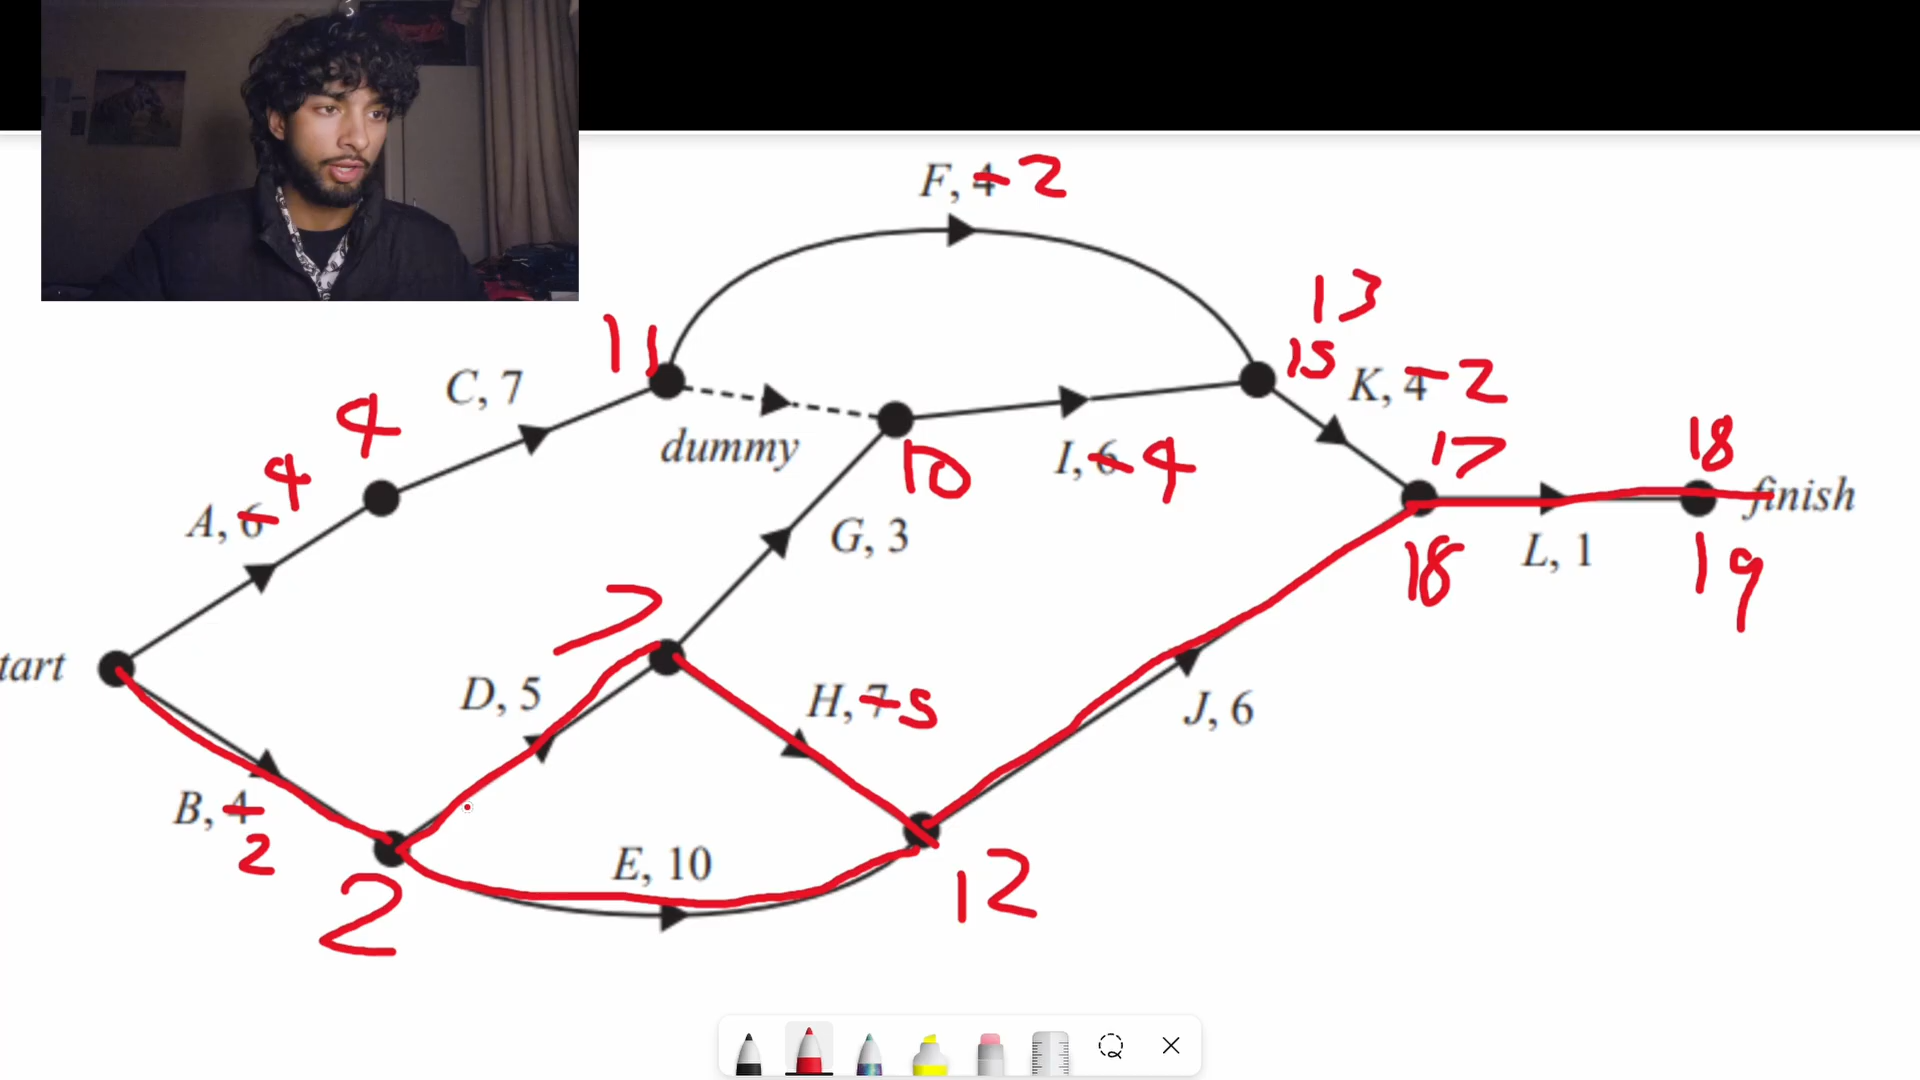 F, 4 2
13
11
15
C, 7
K, 4 2
4
dummy
18
17
4
I, 6 4
10
A, 6
finish
G, 3
L, 1
18
19
7
tart
D, 5
H, 7 5
J, 6
B, 4
2
E, 10
12
2